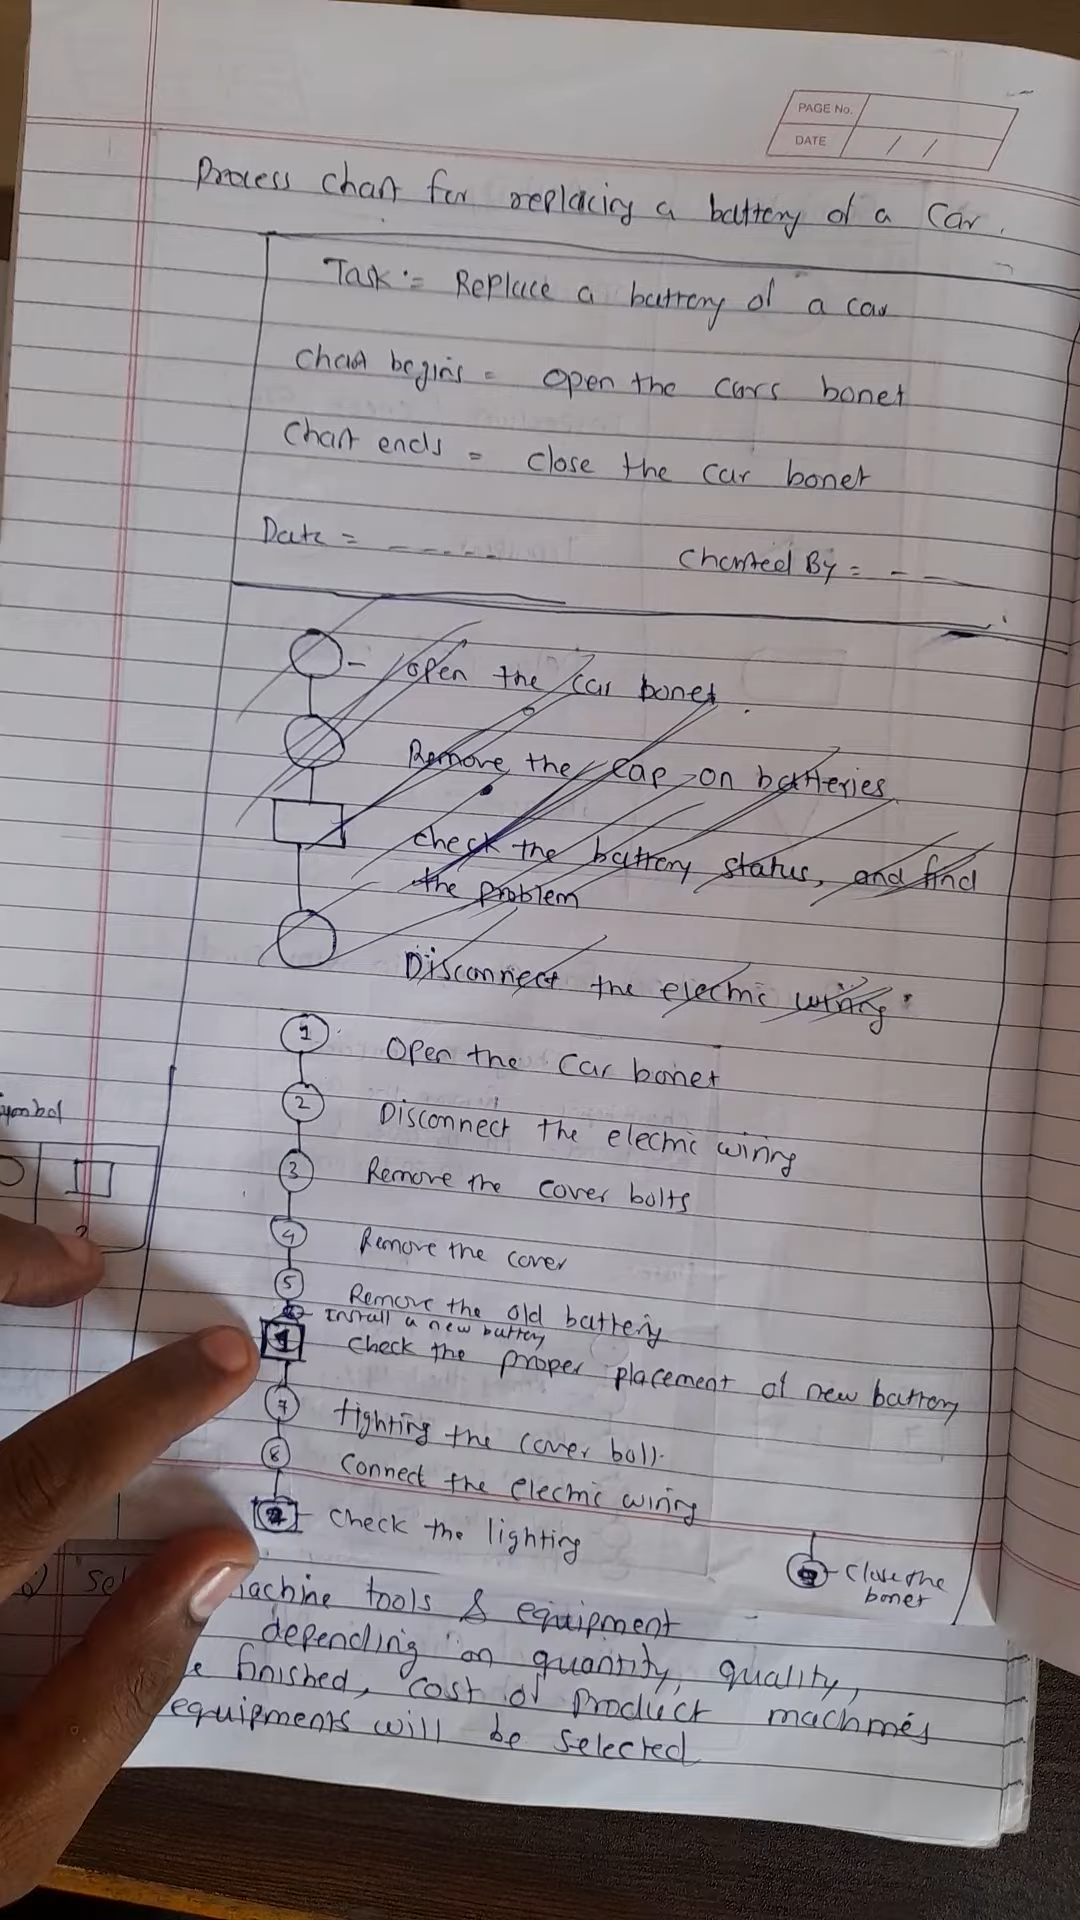 PAGE No.
DATE / /
Process chart for replacing a battery of a Car.
Task := Replace a battery of a car
Chart begins = open the cars bonet
Chart ends = close the car bonet
Date = - - - - -
Charted By = - -
- open the car bonet.
Remove the cap on batteries
check the battery status, and find
the problem
Disconnect the electric wiring
1 Open the Car bonet
2 Disconnect the electric wiring
3 Remove the cover bolts
4 Remove the cover
5 Remove the old battery
Install a new battery
1 Check the proper placement of new battery
7 tighting the cover bolt.
8 Connect the electric wiring
2 - check the lighting
- Close the
bonet
ymbol
2
achine tools & equipment
depending on quantity, quality,
finished, cost of product machines
equipments will be selected